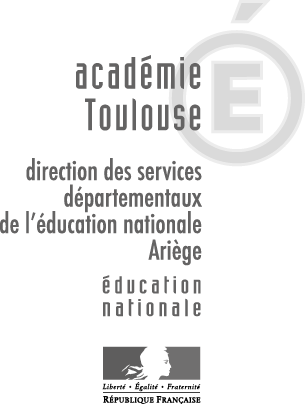 académie
Toulouse
É
direction des services
départementaux
de l'éducation nationale
Ariège
éducation
nationale
Liberté • Égalité • Fraternité
RÉPUBLIQUE FRANÇAISE